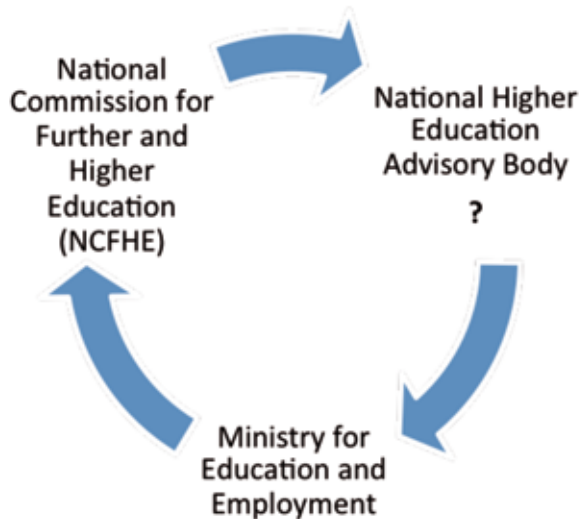 National
Commission for
Further and
Higher
Education
(NCFHE)
National Higher
Education
Advisory Body
?
Ministry for
Education and
Employment